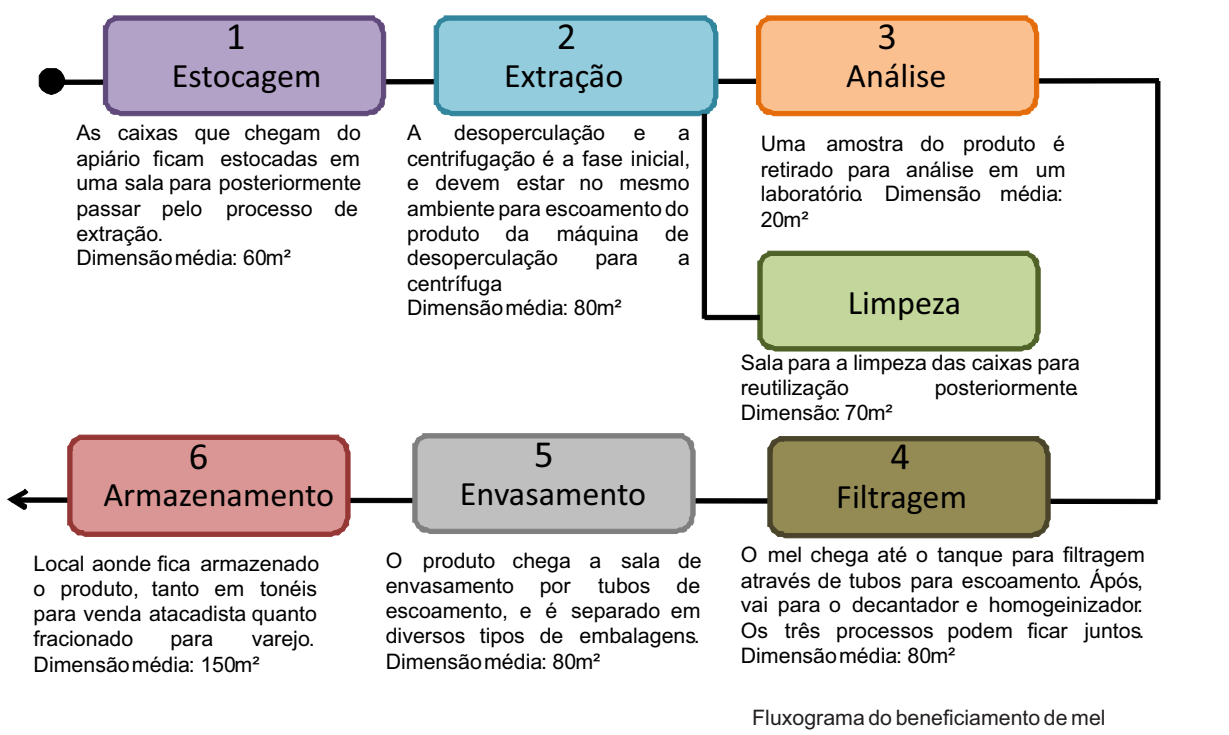 1
Estocagem
As caixas que chegam do
apiário ficam estocadas em
uma sala para posteriormente
passar pelo processo de
extração.
Dimensão média: 60m²
2
Extração
A desoperculação e a
centrifugação é a fase inicial,
e devem estar no mesmo
ambiente para escoamento do
produto da máquina de
desoperculação para a
centrífuga
Dimensão média: 80m²
3
Análise
Uma amostra do produto é
retirado para análise em um
laboratório. Dimensão média:
20m²
Limpeza
Sala para a limpeza das caixas para
reutilização posteriormente.
Dimensão: 70m²
4
Filtragem
O mel chega até o tanque para filtragem
através de tubos para escoamento. Ápós,
vai para o decantador e homogeinizador.
Os três processos podem ficar juntos.
Dimensão média: 80m²
5
Envasamento
O produto chega a sala de
envasamento por tubos de
escoamento, e é separado em
diversos tipos de embalagens.
Dimensão média: 80m²
6
Armazenamento
Local aonde fica armazenado
o produto, tanto em tonéis
para venda atacadista quanto
fracionado para varejo.
Dimensão média: 150m²
Fluxograma do beneficiamento de mel